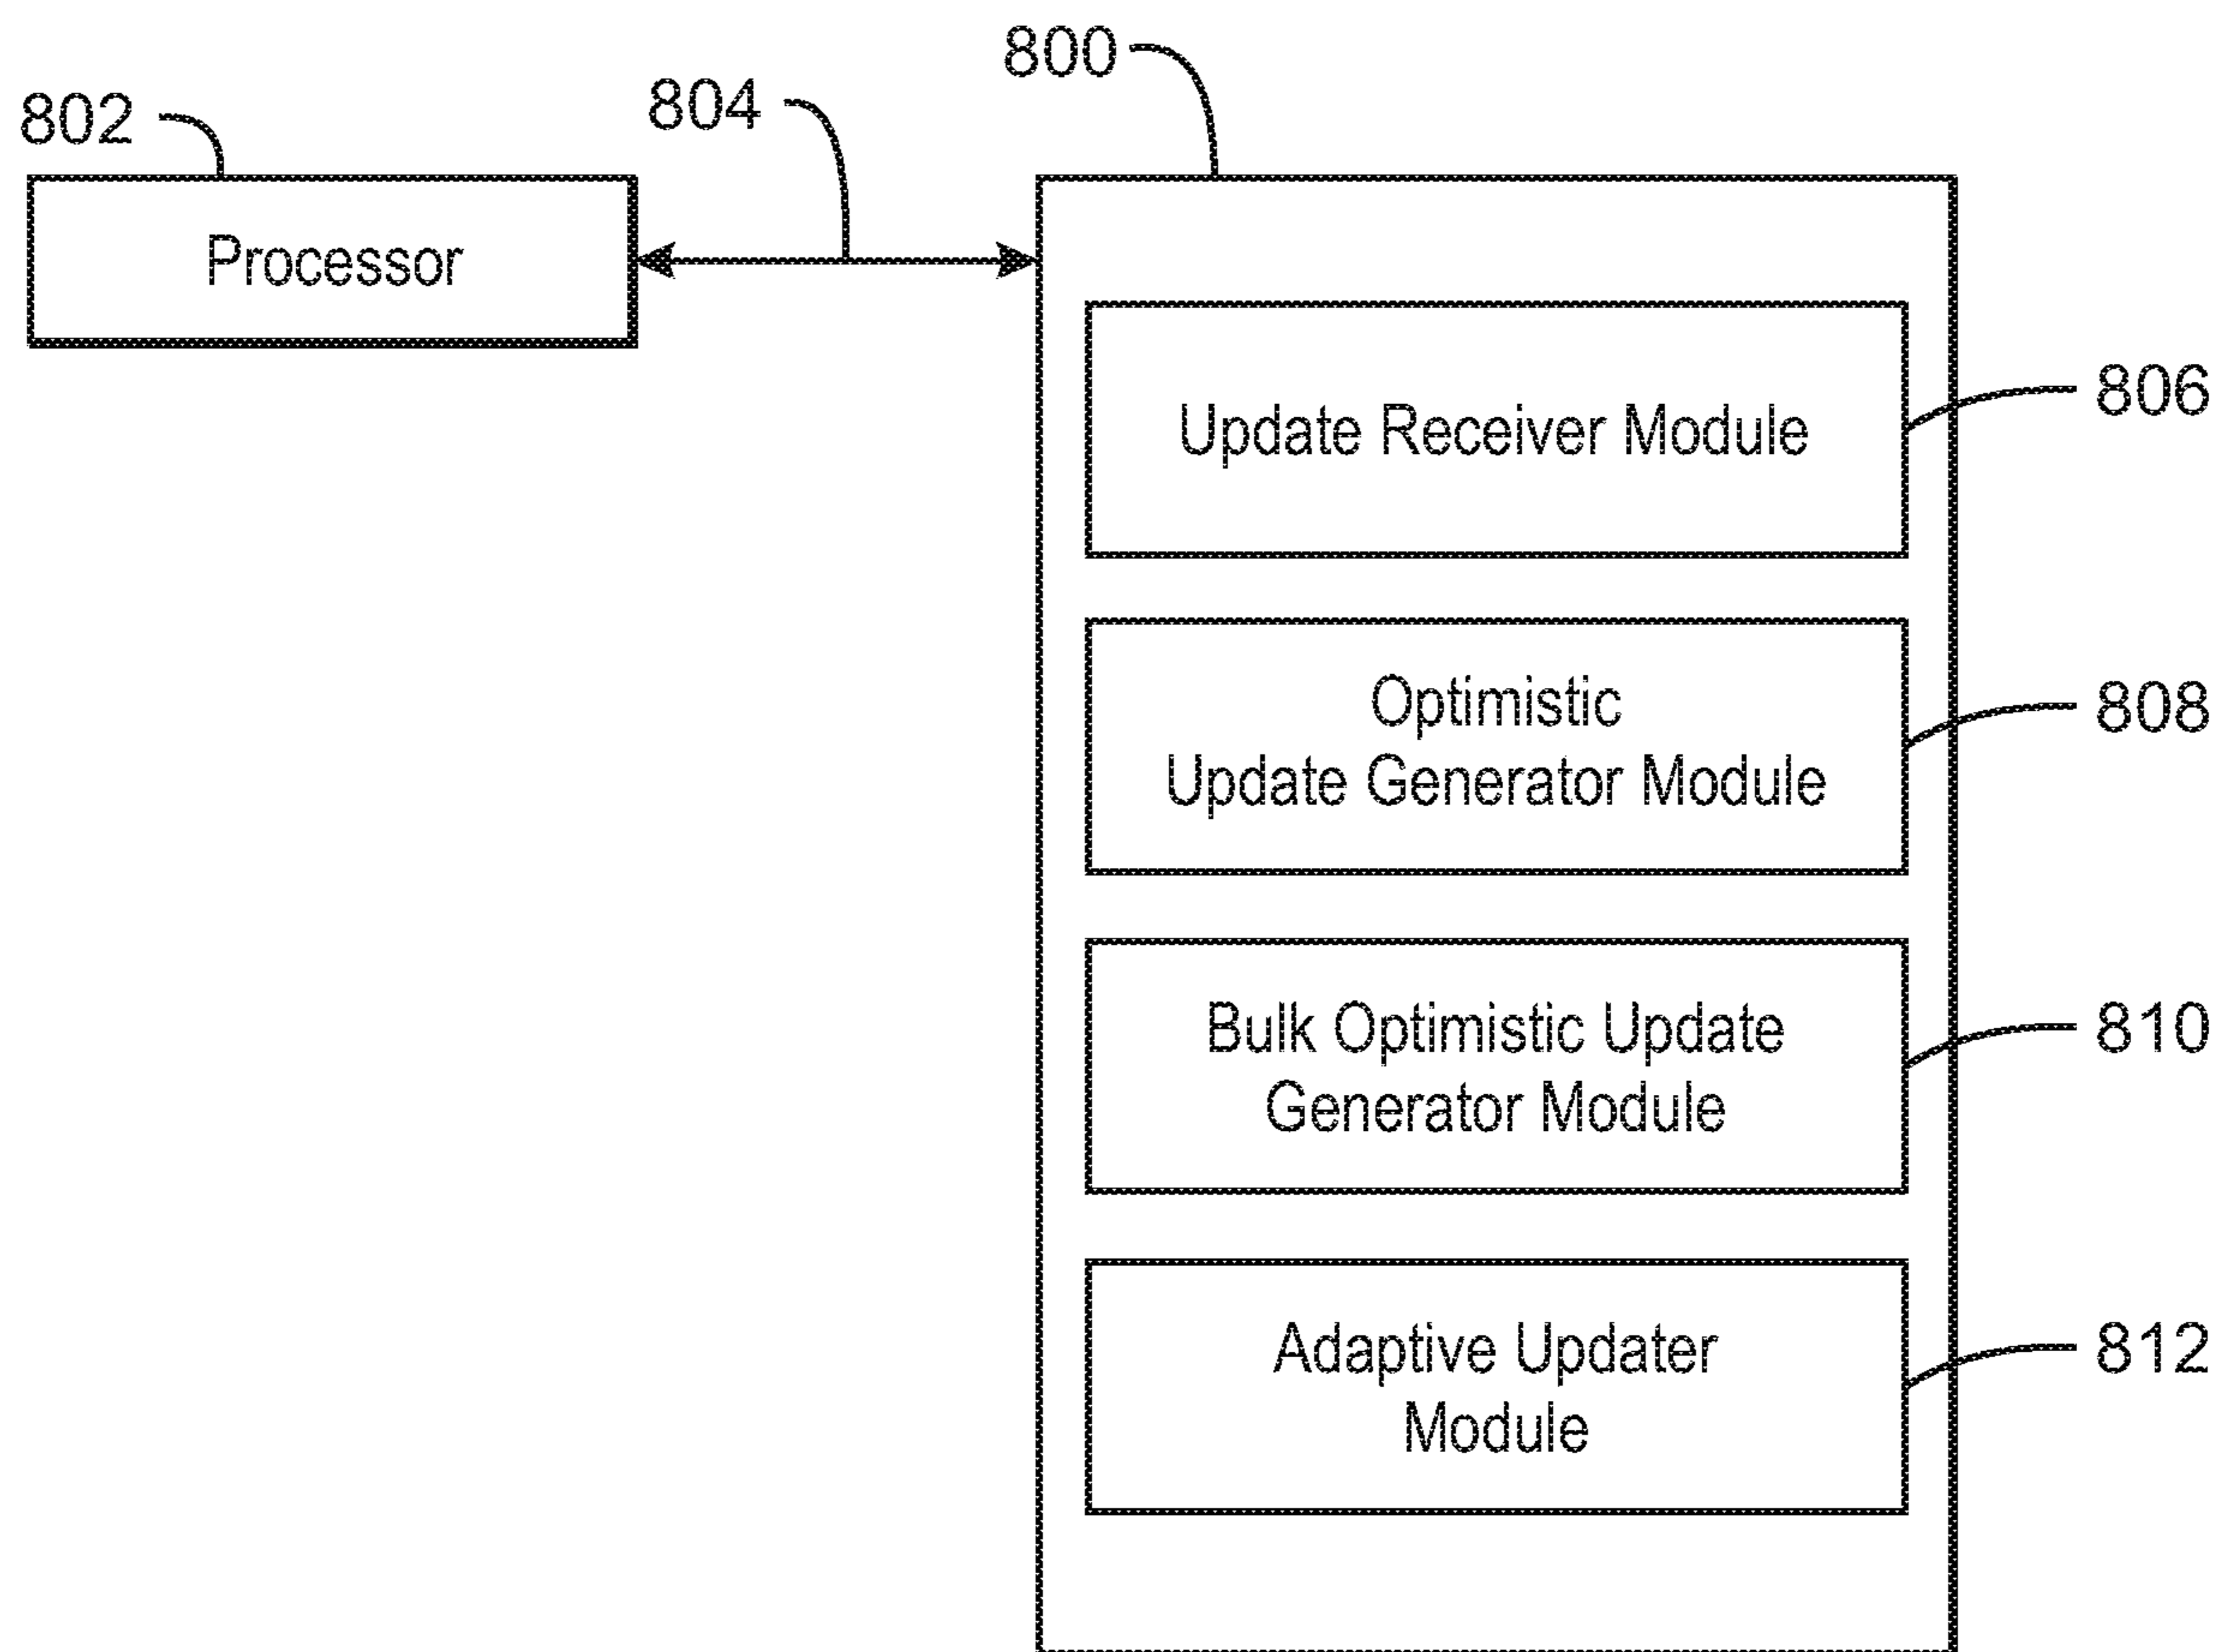 800
804
802
Processor
Update Receiver Module
806
Optimistic
Update Generator Module
808
Bulk Optimistic Update
Generator Module
810
Adaptive Updater
Module
812